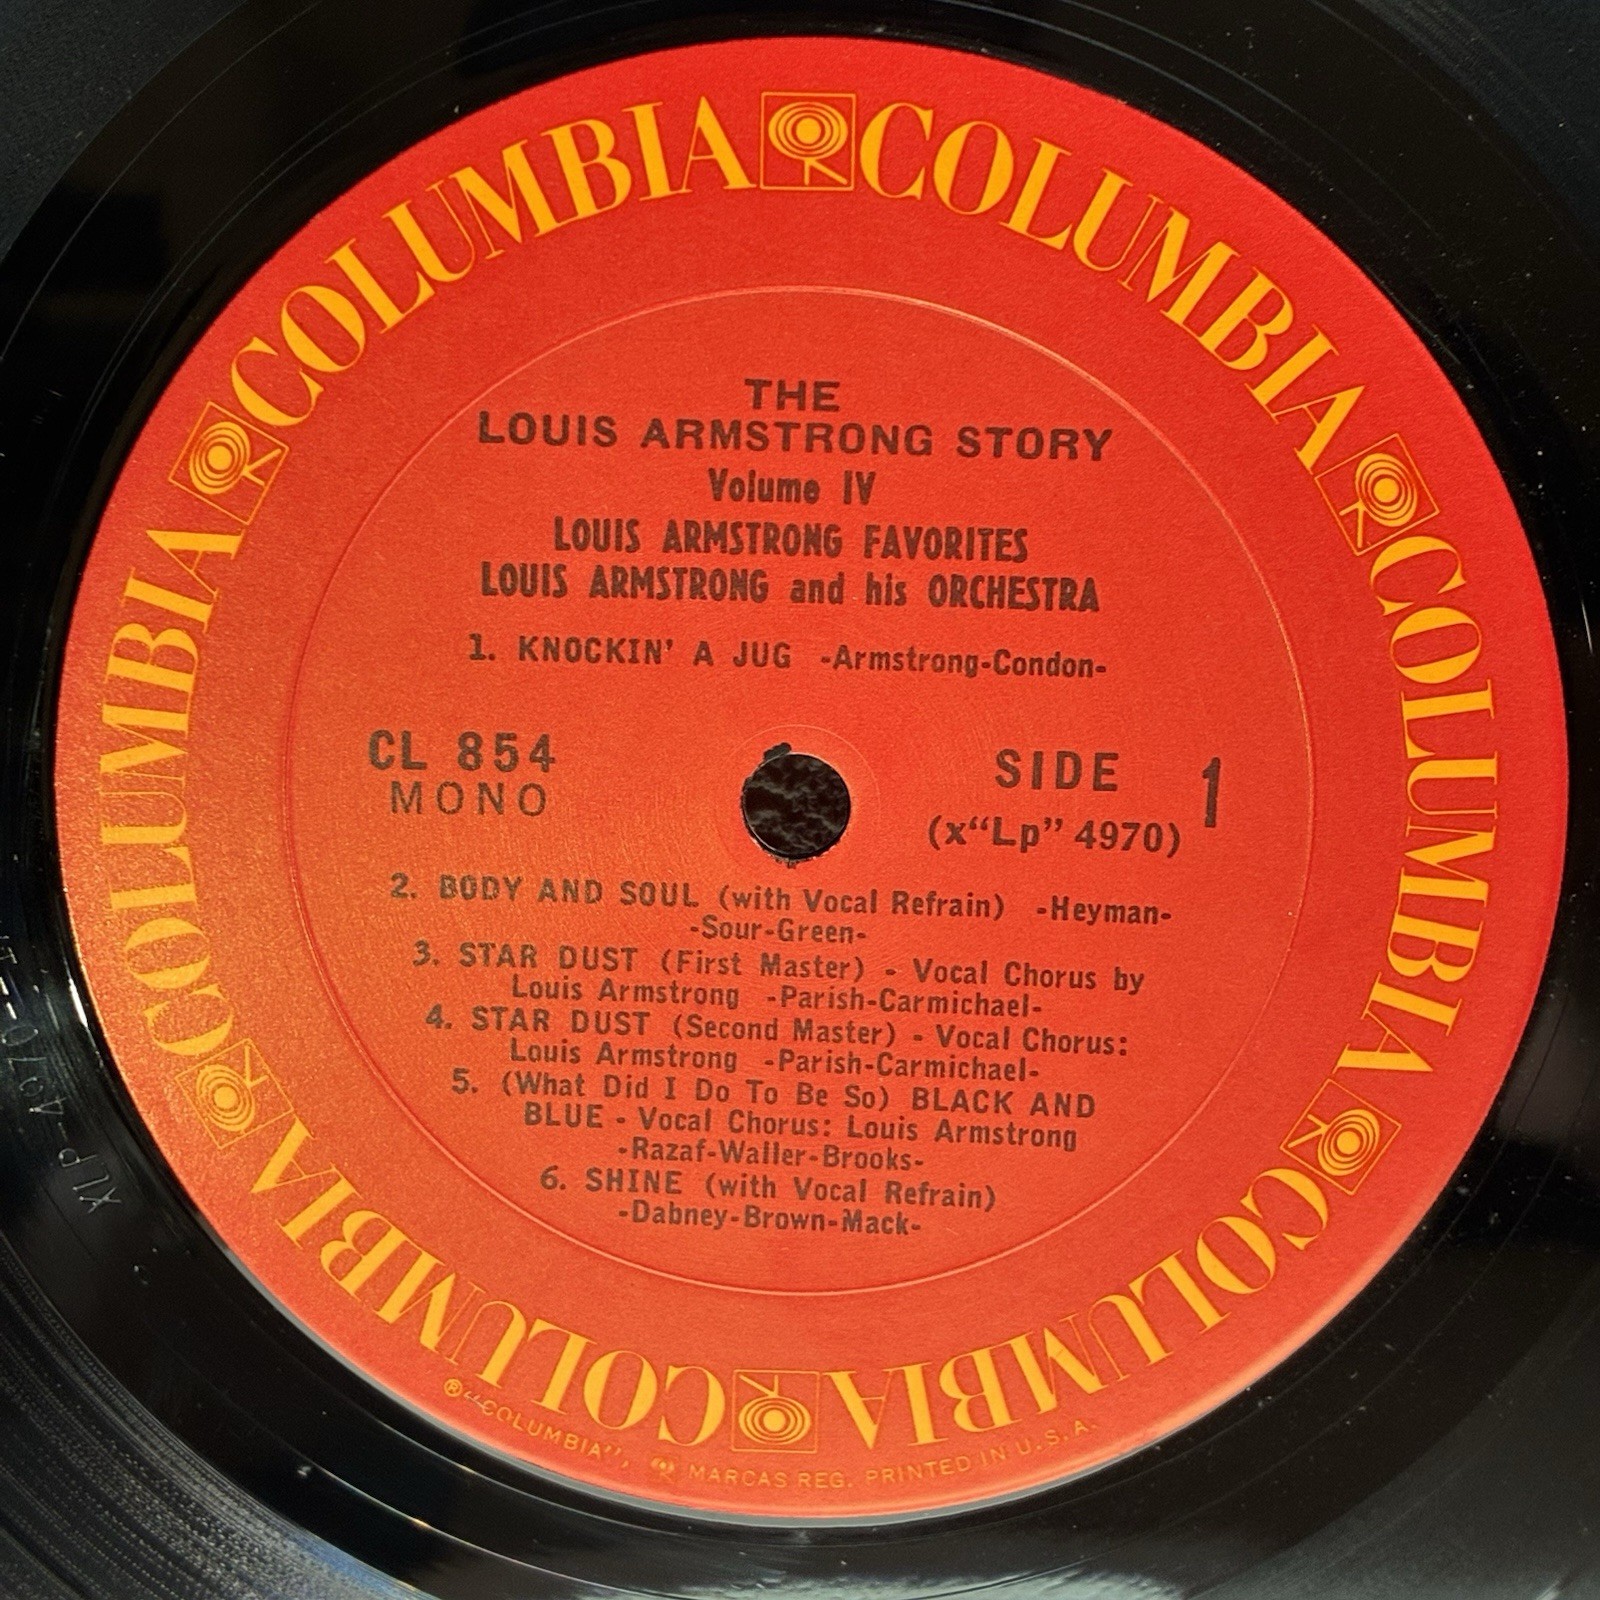 COLUMBIA COLUMBIA COLUMBIA COLUMBIA COLUMBIA COLUMBIA
THE
LOUIS ARMSTRONG STORY
Volume IV
LOUIS ARMSTRONG FAVORITES
LOUIS ARMSTRONG and his ORCHESTRA
1. KNOCKIN' A JUG -Armstrong-Condon-
CL 854
MONO
SIDE 1
(x"Lp" 4970)
2. BODY AND SOUL (with Vocal Refrain) -Heyman-
-Sour-Green-
3. STAR DUST (First Master) - Vocal Chorus by
Louis Armstrong -Parish-Carmichael-
4. STAR DUST (Second Master) - Vocal Chorus:
Louis Armstrong -Parish-Carmichael-
5. (What Did I Do To Be So) BLACK AND
BLUE - Vocal Chorus: Louis Armstrong
-Razaf-Waller-Brooks-
6. SHINE (with Vocal Refrain)
-Dabney-Brown-Mack-
® "COLUMBIA", MARCAS REG. PRINTED IN U.S.A.
XLP-4970-